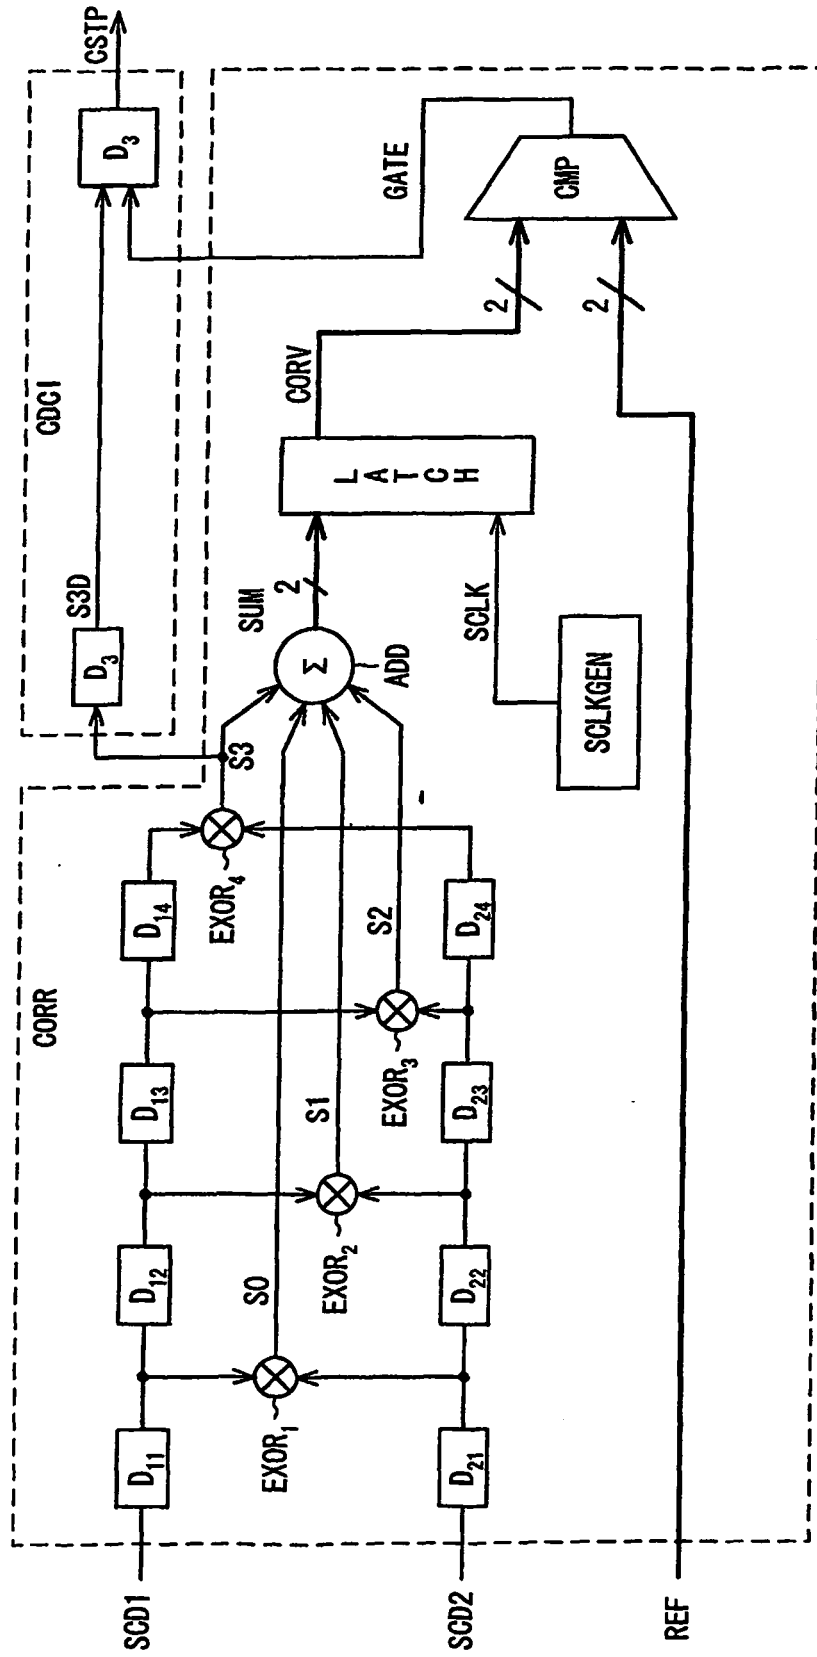 CORR
CDCI
SCD1
D11
D12
D13
D14
EXOR1
S0
EXOR2
S1
EXOR3
S2
EXOR4
S3
SCD2
D21
D22
D23
D24
REF
D3
S3D
D3
CSTP
Σ
ADD
SUM
2
LATCH
SCLK
SCLKGEN
CORV
2
2
CMP
GATE